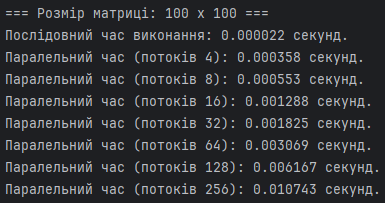 === Розмір матриці: 100 x 100 ===
Послідовний час виконання: 0.000022 секунд.
Паралельний час (потоків 4): 0.000358 секунд.
Паралельний час (потоків 8): 0.000553 секунд.
Паралельний час (потоків 16): 0.001288 секунд.
Паралельний час (потоків 32): 0.001825 секунд.
Паралельний час (потоків 64): 0.003069 секунд.
Паралельний час (потоків 128): 0.006167 секунд.
Паралельний час (потоків 256): 0.010743 секунд.